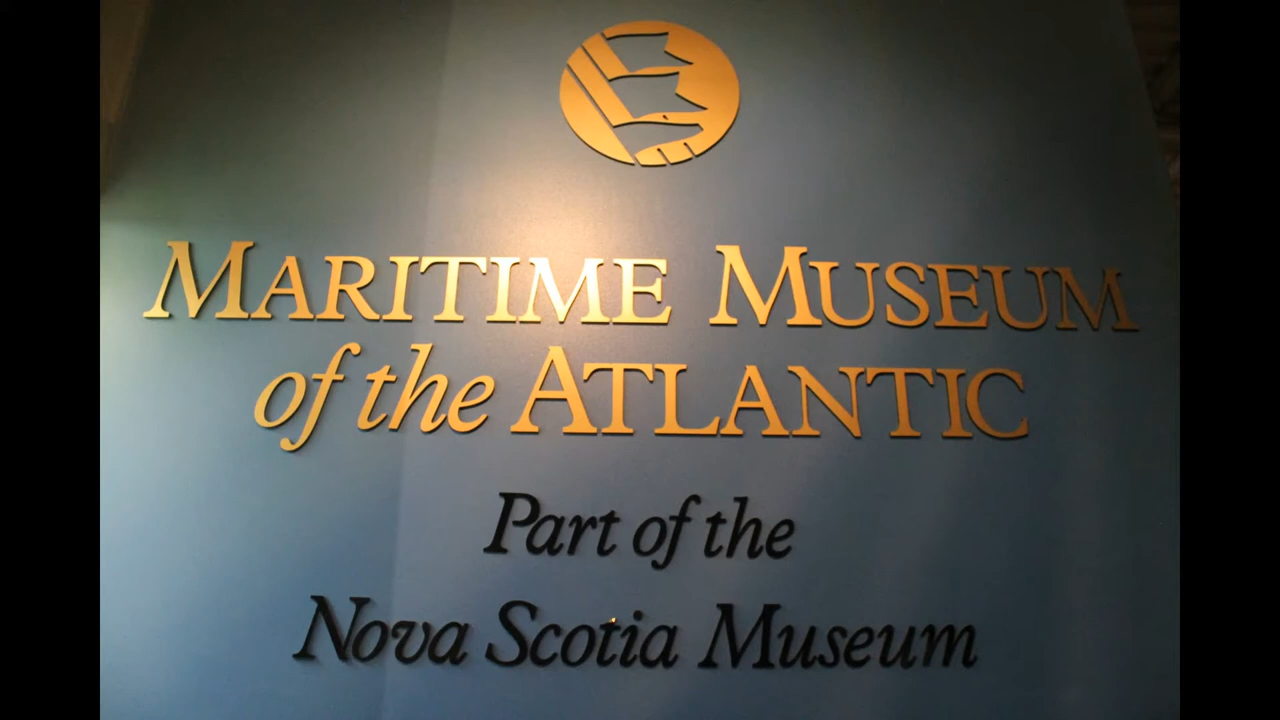 MARITIME MUSEUM
of the ATLANTIC
Part of the
Nova Scotia Museum